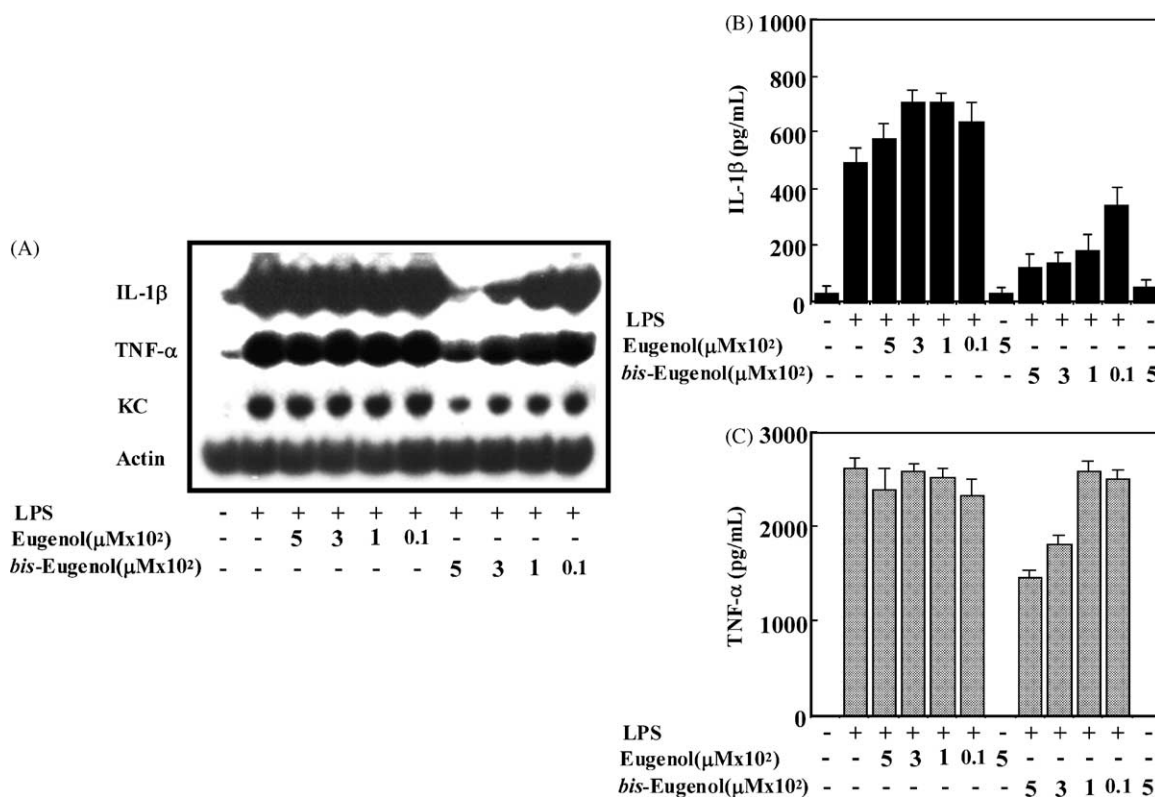 (A)
IL-1β
TNF-α
KC
Actin
LPS - + + + + + + + + +
Eugenol(μMx10²) - - 5 3 1 0.1 - - - -
bis-Eugenol(μMx10²) - - - - - - 5 3 1 0.1
(B)
IL-1β (pg/mL)
1000
800
600
400
200
0
LPS - + + + + + - + + + + -
Eugenol(μMx10²) - - 5 3 1 0.1 5 - - - - -
bis-Eugenol(μMx10²) - - - - - - - 5 3 1 0.1 5
(C)
TNF-α (pg/mL)
3000
2000
1000
0
LPS - + + + + + - + + + + -
Eugenol(μMx10²) - - 5 3 1 0.1 5 - - - - -
bis-Eugenol(μMx10²) - - - - - - - 5 3 1 0.1 5